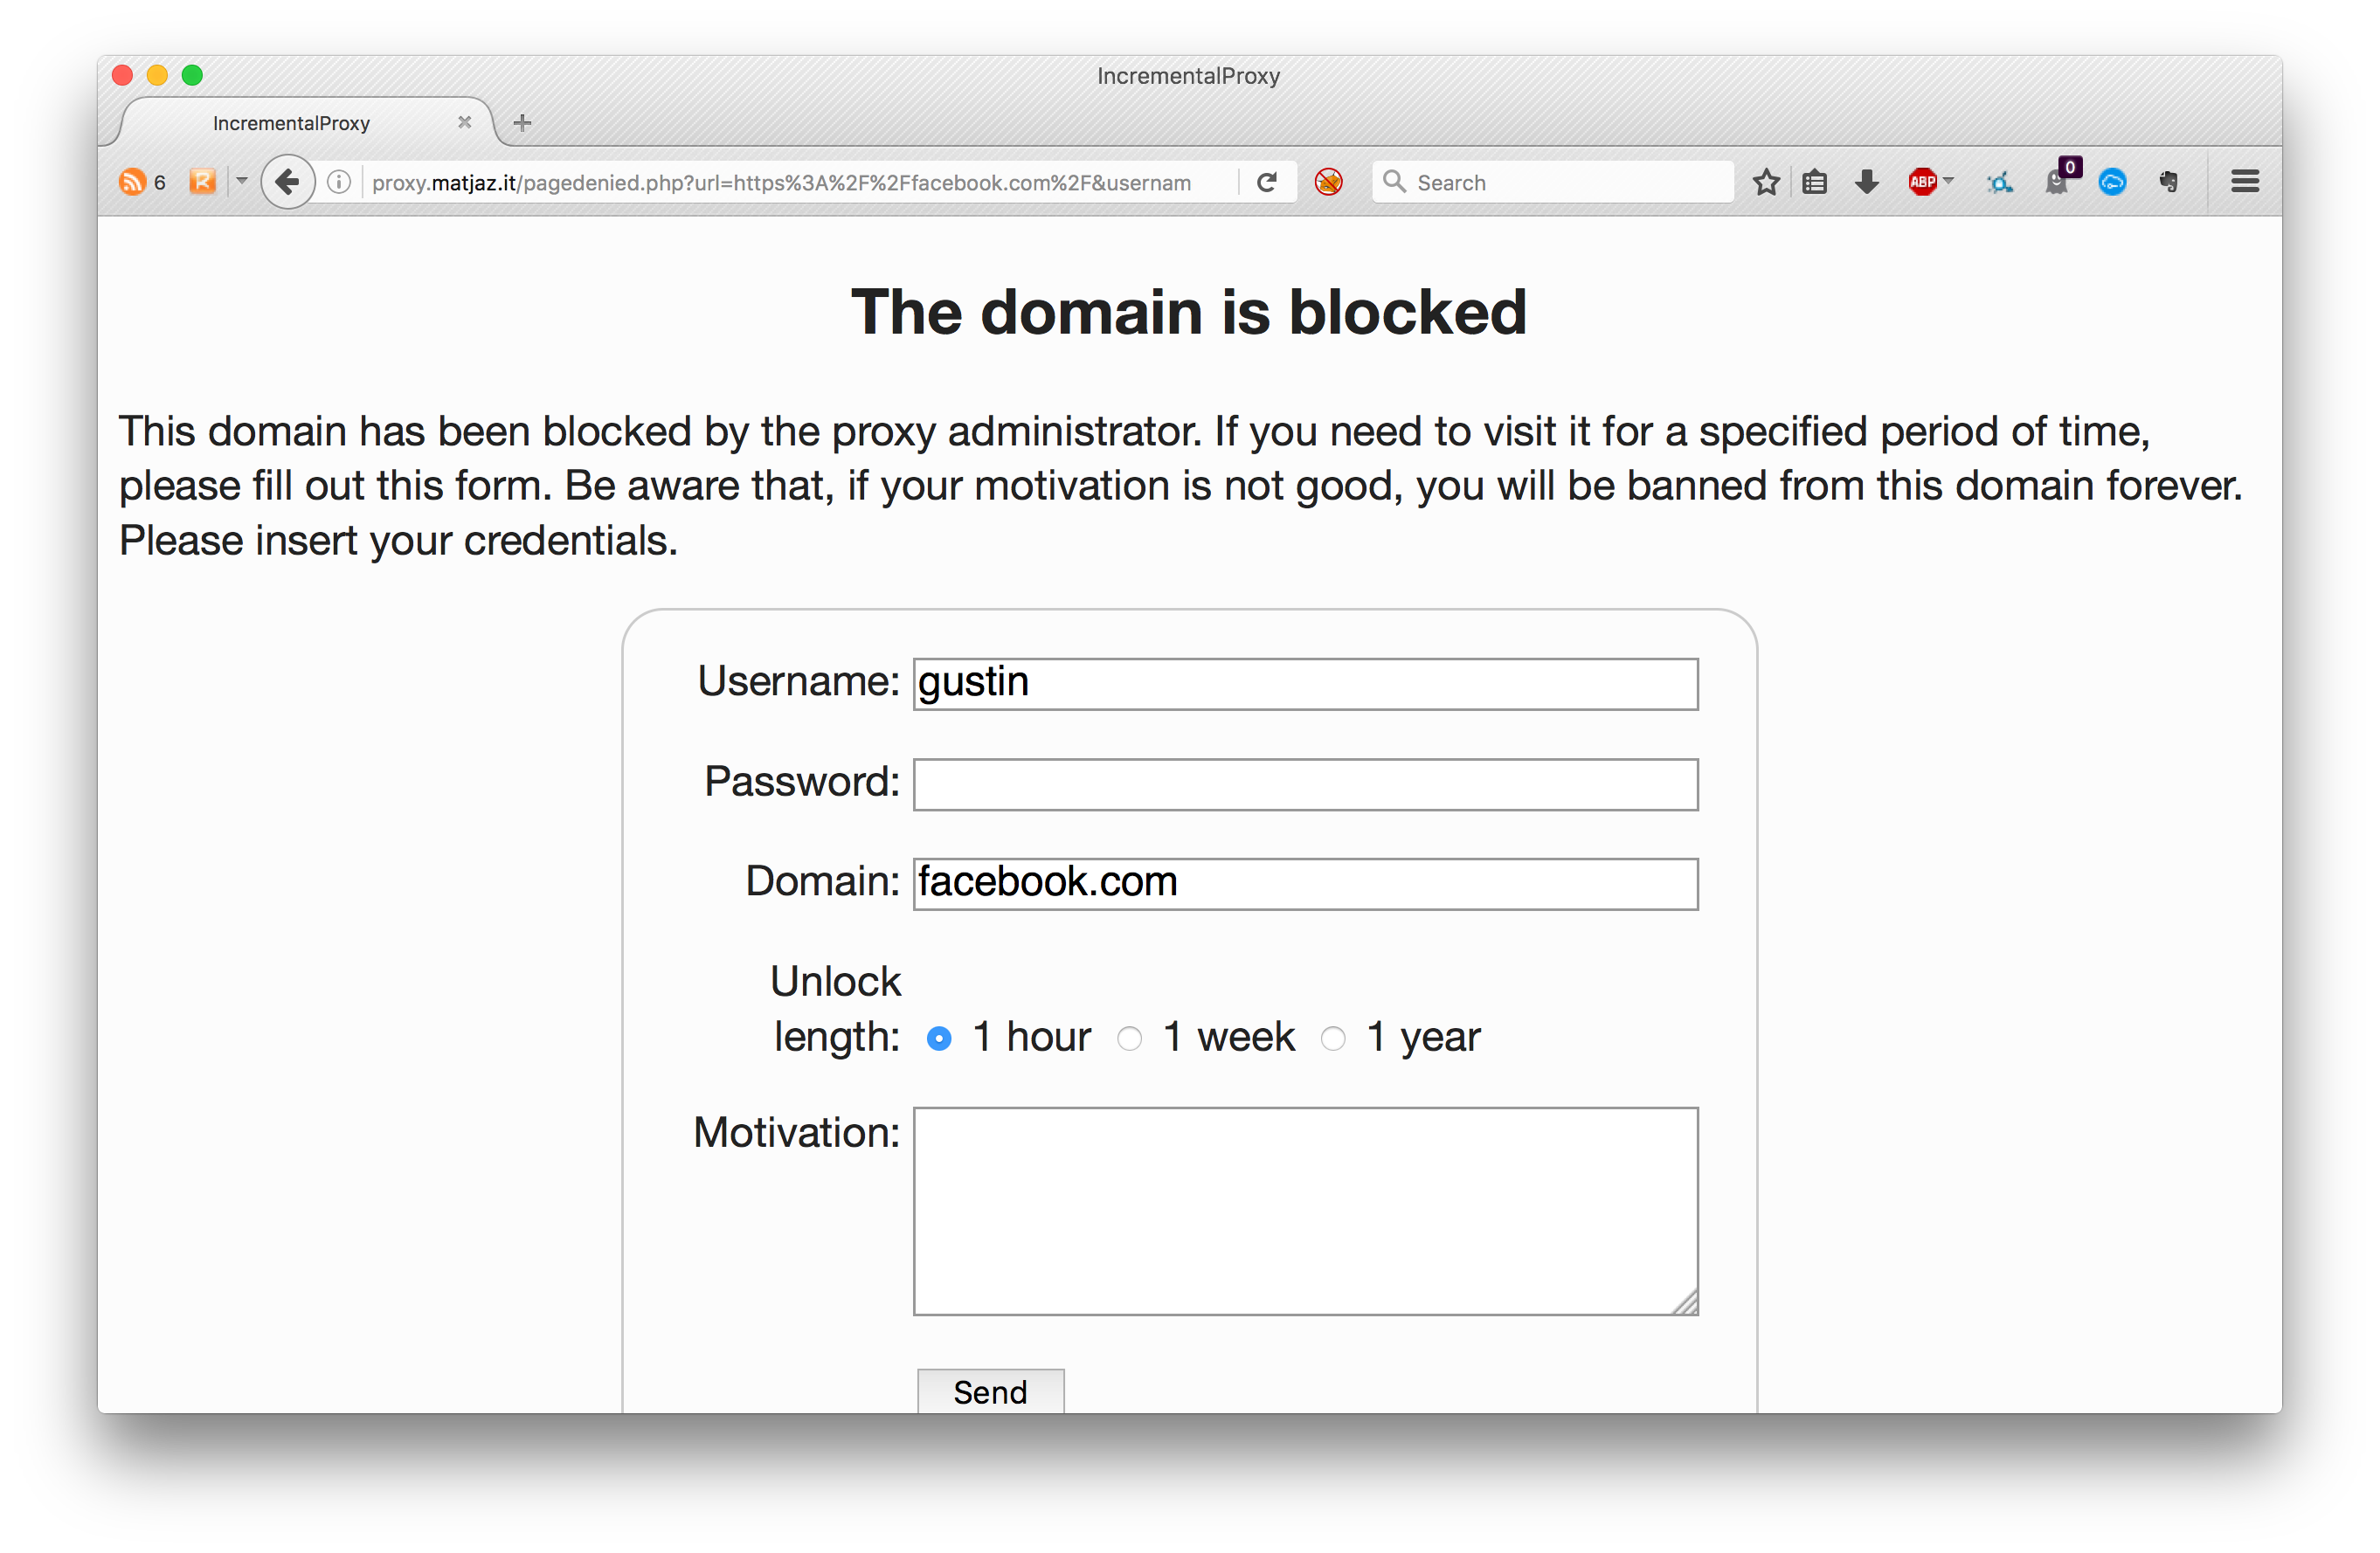 IncrementalProxy
IncrementalProxy
6
proxy.matjaz.it/pagedenied.php?url=https%3A%2F%2Ffacebook.com%2F&usernam
Search
ABP
0
The domain is blocked
This domain has been blocked by the proxy administrator. If you need to visit it for a specified period of time,
please fill out this form. Be aware that, if your motivation is not good, you will be banned from this domain forever.
Please insert your credentials.
Username: gustin
Password:
Domain: facebook.com
Unlock
length: 1 hour 1 week 1 year
Motivation:
Send